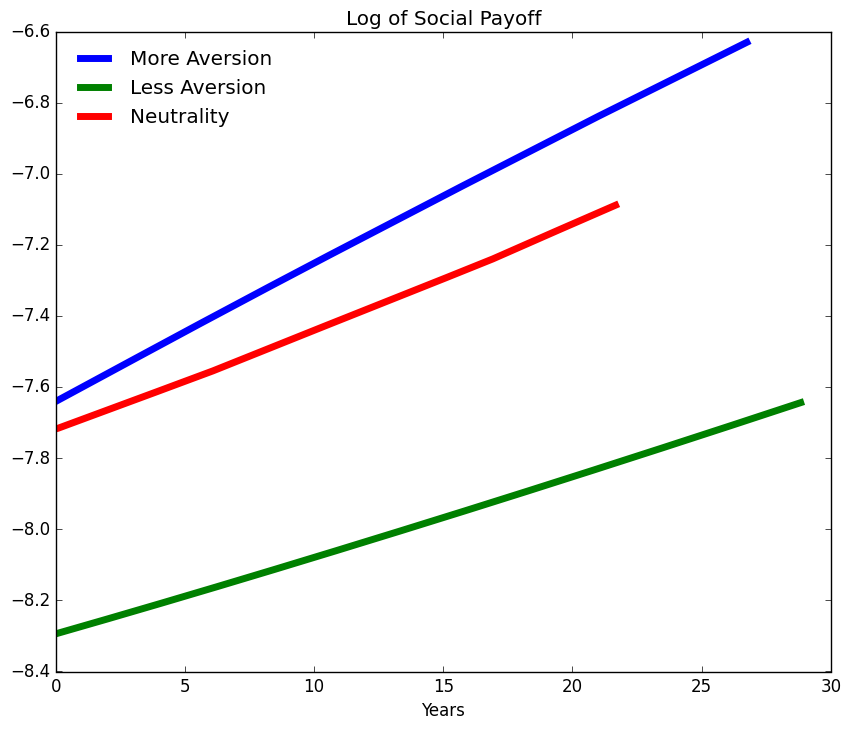 Log of Social Payoff
−6.6
−6.8
−7.0
−7.2
−7.4
−7.6
−7.8
−8.0
−8.2
−8.4
More Aversion
Less Aversion
Neutrality
0 5 10 15 20 25 30
Years